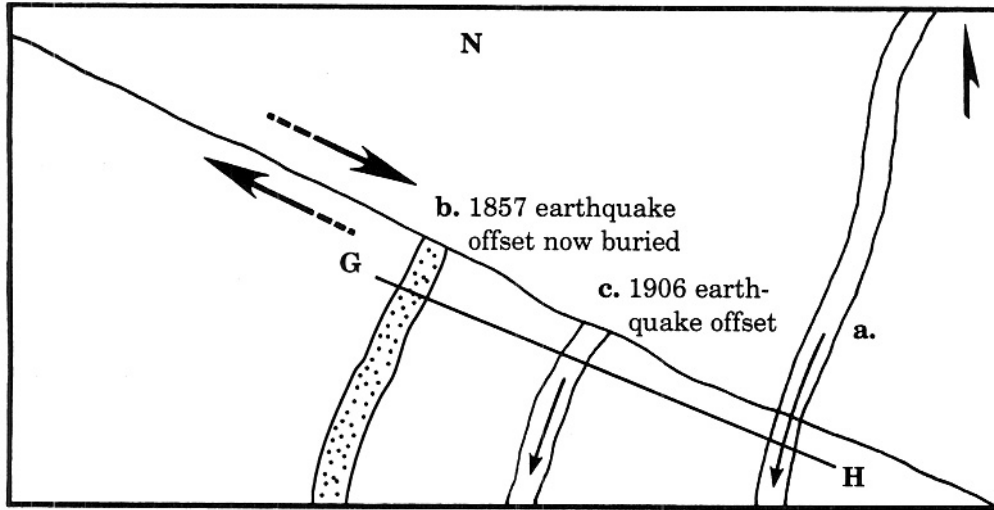 N
b. 1857 earthquake
offset now buried
G
c. 1906 earth-
quake offset
a.
H